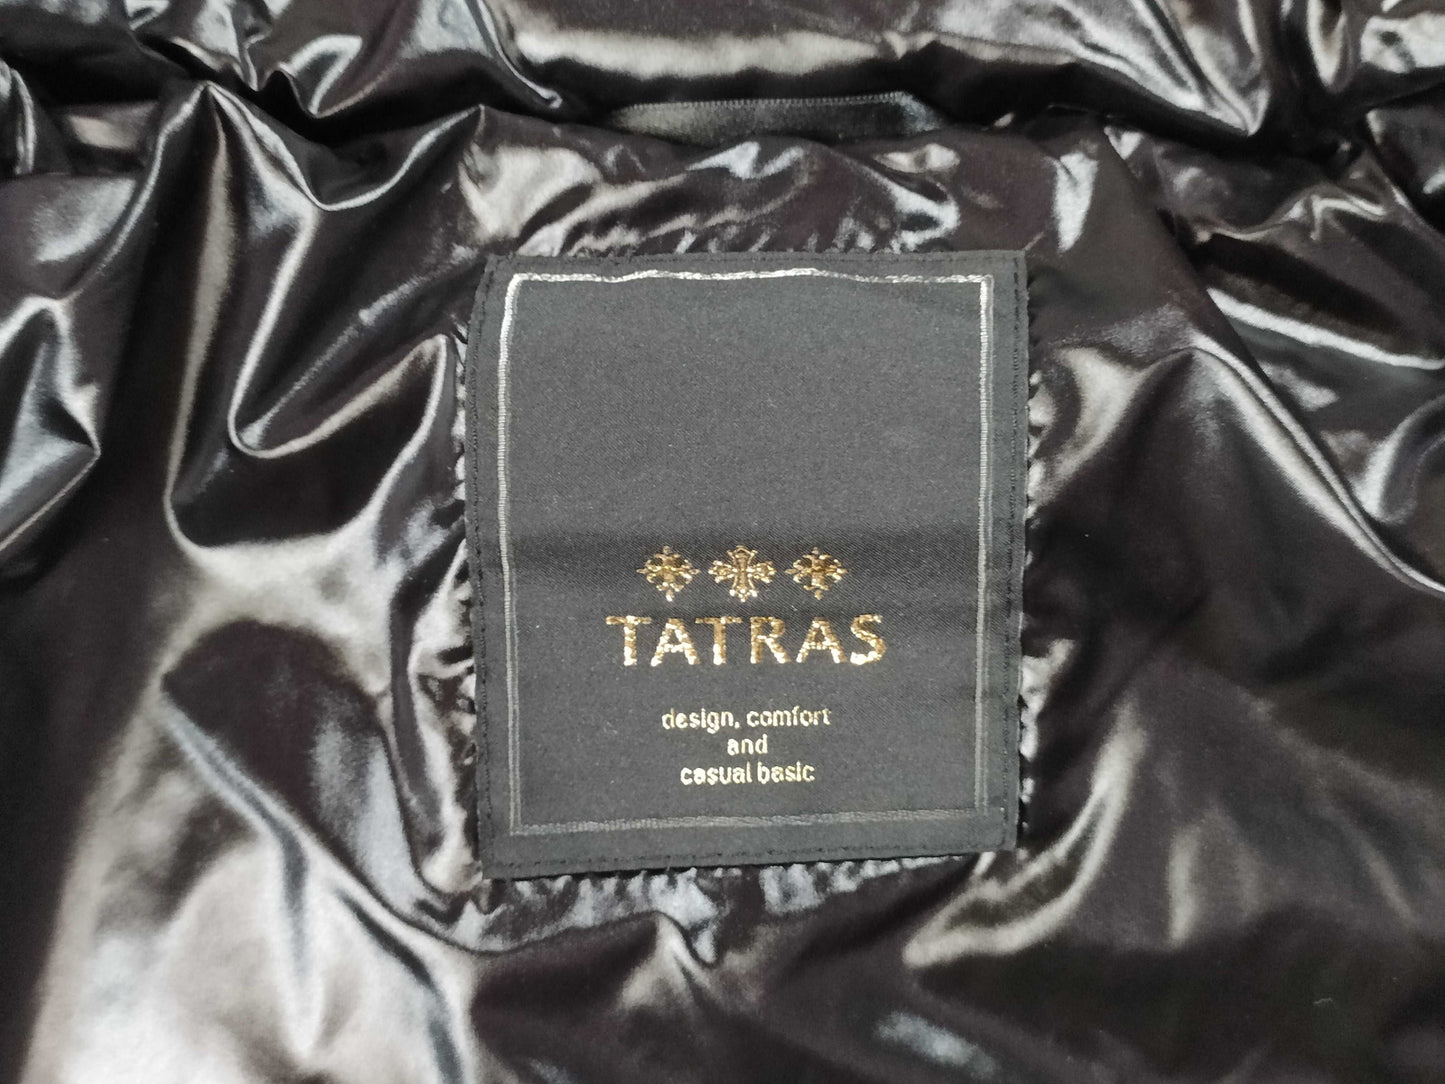 TATRAS
design, comfort
and
casual basic